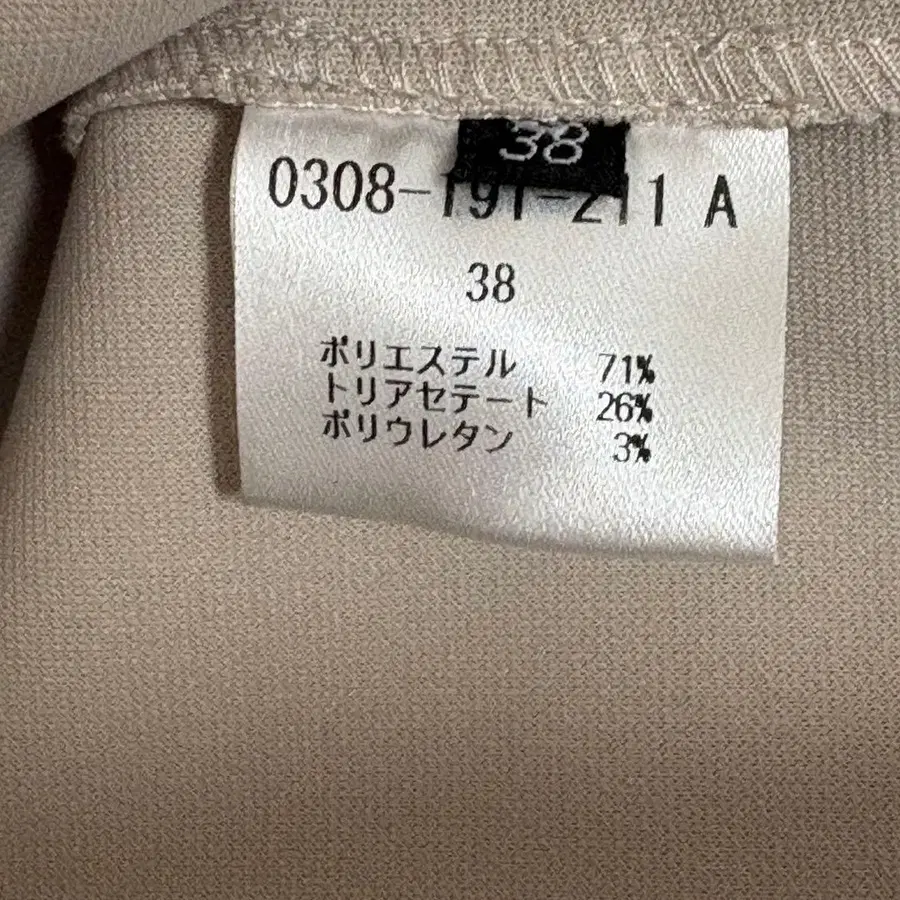 38
0308-191-211 A
38
ポリエステル 71%
トリアセテート 26%
ポリウレタン 3%